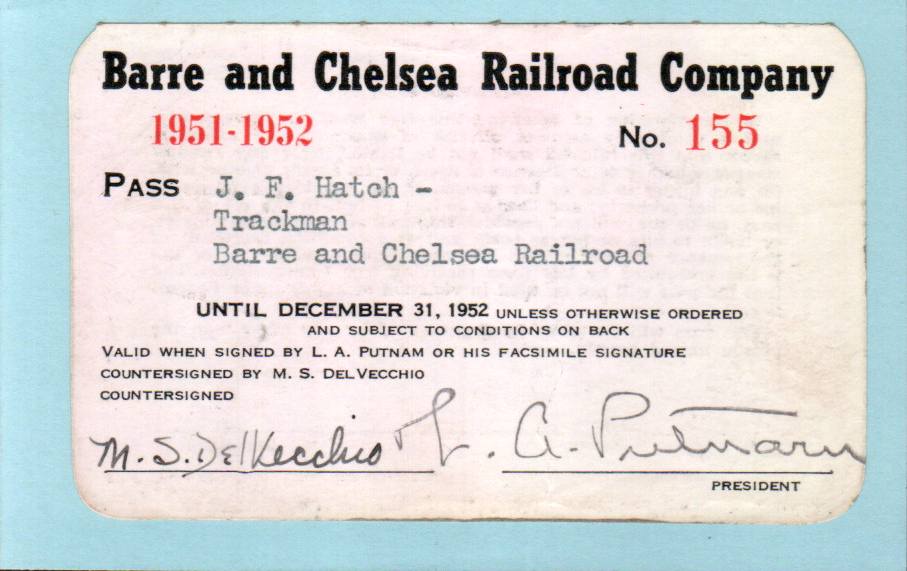 Barre and Chelsea Railroad Company
1951-1952 No. 155
PASS J. F. Hatch -
Trackman
Barre and Chelsea Railroad
UNTIL DECEMBER 31, 1952 UNLESS OTHERWISE ORDERED
AND SUBJECT TO CONDITIONS ON BACK
VALID WHEN SIGNED BY L. A. PUTNAM OR HIS FACSIMILE SIGNATURE
COUNTERSIGNED BY M. S. DELVECCHIO
COUNTERSIGNED
M. S. DelVecchio L. A. Putnam
PRESIDENT